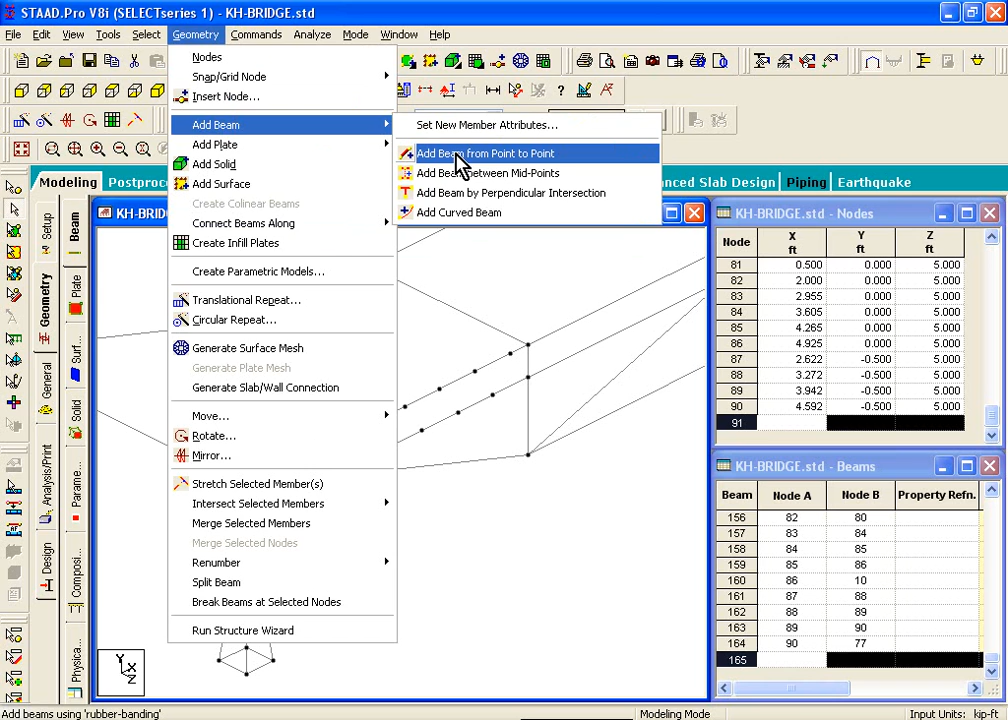 STAAD.Pro V8i (SELECTseries 1) - KH-BRIDGE.std
File Edit View Tools Select Geometry Commands Analyze Mode Window Help
Nodes
Snap/Grid Node
Insert Node...
Add Beam
Add Plate
Add Solid
Add Surface
Create Colinear Beams
Connect Beams Along
Create Infill Plates
Create Parametric Models...
Translational Repeat...
Circular Repeat...
Generate Surface Mesh
Generate Plate Mesh
Generate Slab/Wall Connection
Move...
Rotate...
Mirror...
Stretch Selected Member(s)
Intersect Selected Members
Merge Selected Members
Merge Selected Nodes
Renumber
Split Beam
Break Beams at Selected Nodes
Run Structure Wizard
Set New Member Attributes...
Add Beam from Point to Point
Add Beam Between Mid-Points
Add Beam by Perpendicular Intersection
Add Curved Beam
Modeling Postproc
anced Slab Design Piping Earthquake
KH-BRID
Setup
Geometry
General
Analysis/Print
Design
Beam
Plate
Surf...
Solid
Parame...
Composi...
Physica...
KH-BRIDGE.std - Nodes
Node X ft Y ft Z ft
81 0.500 0.000 5.000
82 2.000 0.000 5.000
83 2.955 0.000 5.000
84 3.605 0.000 5.000
85 4.265 0.000 5.000
86 4.925 0.000 5.000
87 2.622 -0.500 5.000
88 3.272 -0.500 5.000
89 3.942 -0.500 5.000
90 4.592 -0.500 5.000
91
KH-BRIDGE.std - Beams
Beam Node A Node B Property Refn.
156 82 80
157 83 84
158 84 85
159 85 86
160 86 10
161 87 88
162 88 89
163 89 90
164 90 77
165
Y
X
Z
Add beams using 'rubber-banding' Modeling Mode Input Units: kip-ft